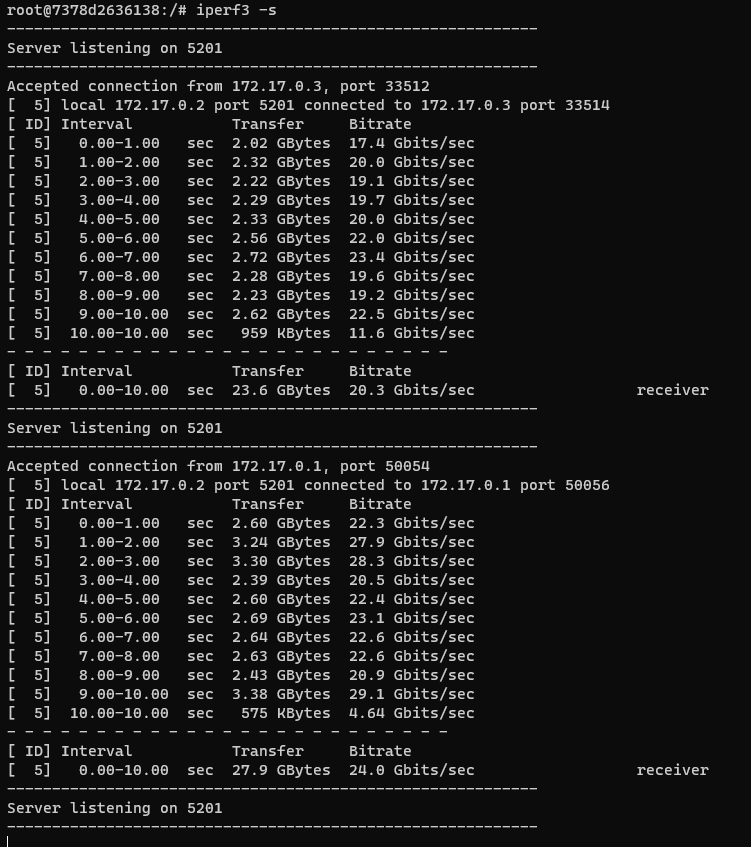 root@7378d2636138:/# iperf3 -s
-----------------------------------------------------------
Server listening on 5201
-----------------------------------------------------------
Accepted connection from 172.17.0.3, port 33512
[  5] local 172.17.0.2 port 5201 connected to 172.17.0.3 port 33514
[ ID] Interval           Transfer     Bitrate
[  5]   0.00-1.00   sec  2.02 GBytes  17.4 Gbits/sec
[  5]   1.00-2.00   sec  2.32 GBytes  20.0 Gbits/sec
[  5]   2.00-3.00   sec  2.22 GBytes  19.1 Gbits/sec
[  5]   3.00-4.00   sec  2.29 GBytes  19.7 Gbits/sec
[  5]   4.00-5.00   sec  2.33 GBytes  20.0 Gbits/sec
[  5]   5.00-6.00   sec  2.56 GBytes  22.0 Gbits/sec
[  5]   6.00-7.00   sec  2.72 GBytes  23.4 Gbits/sec
[  5]   7.00-8.00   sec  2.28 GBytes  19.6 Gbits/sec
[  5]   8.00-9.00   sec  2.23 GBytes  19.2 Gbits/sec
[  5]   9.00-10.00  sec  2.62 GBytes  22.5 Gbits/sec
[  5]  10.00-10.00  sec   959 KBytes  11.6 Gbits/sec
- - - - - - - - - - - - - - - - - - - - - - - - -
[ ID] Interval           Transfer     Bitrate
[  5]   0.00-10.00  sec  23.6 GBytes  20.3 Gbits/sec                  receiver
-----------------------------------------------------------
Server listening on 5201
-----------------------------------------------------------
Accepted connection from 172.17.0.1, port 50054
[  5] local 172.17.0.2 port 5201 connected to 172.17.0.1 port 50056
[ ID] Interval           Transfer     Bitrate
[  5]   0.00-1.00   sec  2.60 GBytes  22.3 Gbits/sec
[  5]   1.00-2.00   sec  3.24 GBytes  27.9 Gbits/sec
[  5]   2.00-3.00   sec  3.30 GBytes  28.3 Gbits/sec
[  5]   3.00-4.00   sec  2.39 GBytes  20.5 Gbits/sec
[  5]   4.00-5.00   sec  2.60 GBytes  22.4 Gbits/sec
[  5]   5.00-6.00   sec  2.69 GBytes  23.1 Gbits/sec
[  5]   6.00-7.00   sec  2.64 GBytes  22.6 Gbits/sec
[  5]   7.00-8.00   sec  2.63 GBytes  22.6 Gbits/sec
[  5]   8.00-9.00   sec  2.43 GBytes  20.9 Gbits/sec
[  5]   9.00-10.00  sec  3.38 GBytes  29.1 Gbits/sec
[  5]  10.00-10.00  sec   575 KBytes  4.64 Gbits/sec
- - - - - - - - - - - - - - - - - - - - - - - - -
[ ID] Interval           Transfer     Bitrate
[  5]   0.00-10.00  sec  27.9 GBytes  24.0 Gbits/sec                  receiver
-----------------------------------------------------------
Server listening on 5201
-----------------------------------------------------------